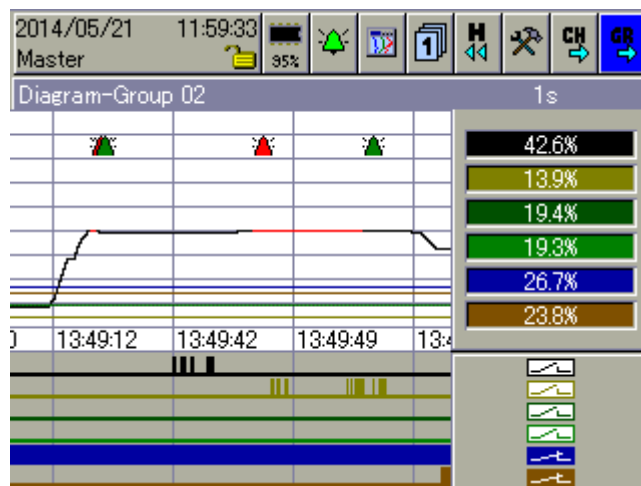 2014/05/21 11:59:33
Master
95%
1
H
CH
GR
Diagram-Group 02 1s
42.6%
13.9%
19.4%
19.3%
26.7%
23.8%
13:49:12 13:49:42 13:49:49